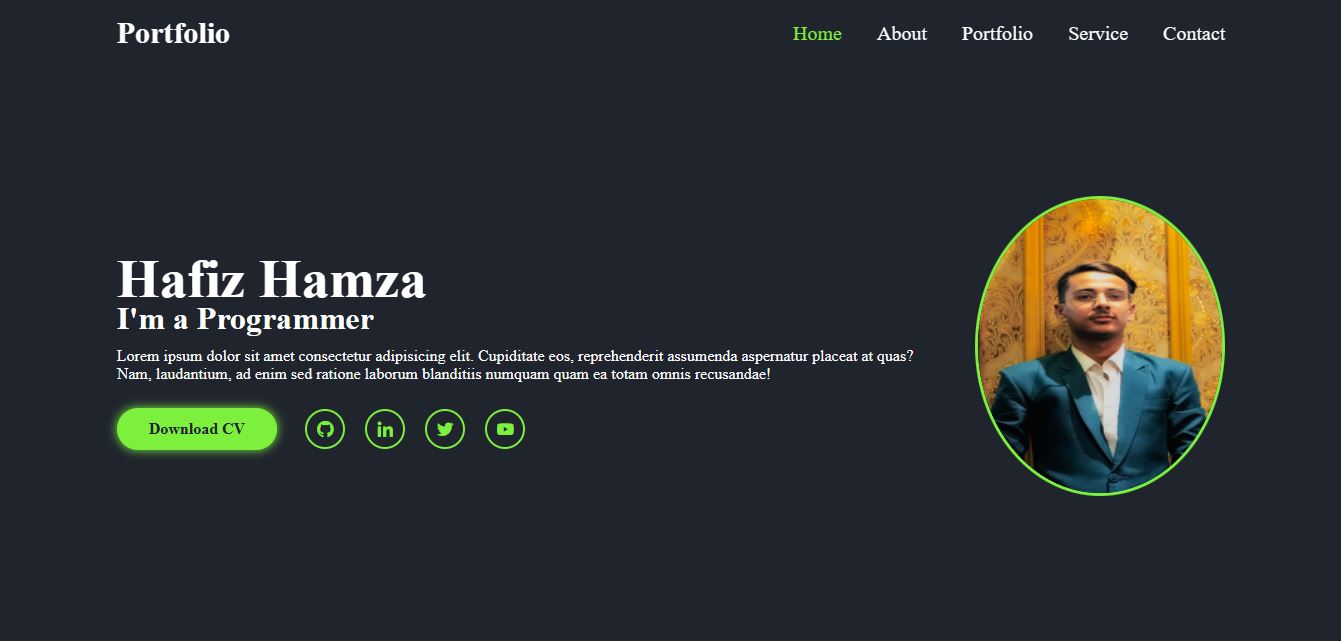 Portfolio
Home About Portfolio Service Contact
Hafiz Hamza
I'm a Programmer
Lorem ipsum dolor sit amet consectetur adipisicing elit. Cupiditate eos, reprehenderit assumenda aspernatur placeat at quas?
Nam, laudantium, ad enim sed ratione laborum blanditiis numquam quam ea totam omnis recusandae!
Download CV